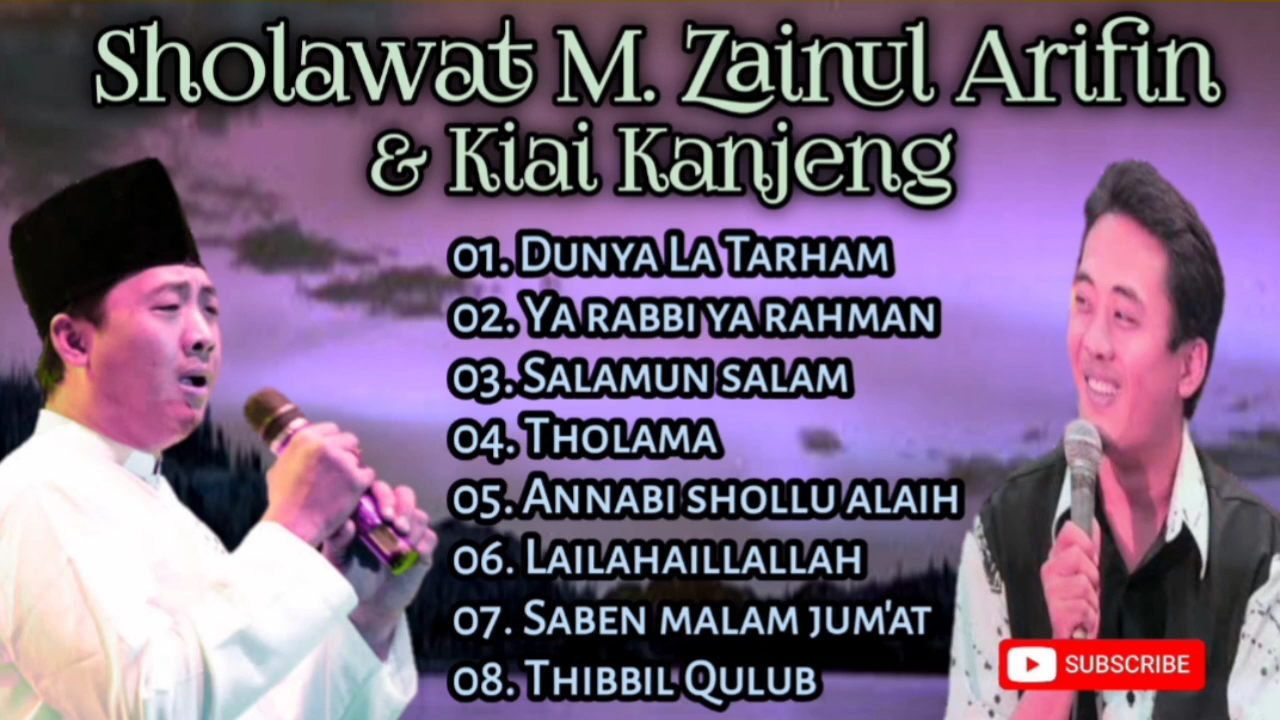 Sholawat M. Zainul Arifin
& Kiai Kanjeng
01. Dunya La Tarham
02. Ya rabbi ya rahman
03. Salamun salam
04. Tholama
05. Annabi shollu alaih
06. Lailahaillallah
07. Saben malam jum'at
08. Thibbil Qulub
SUBSCRIBE